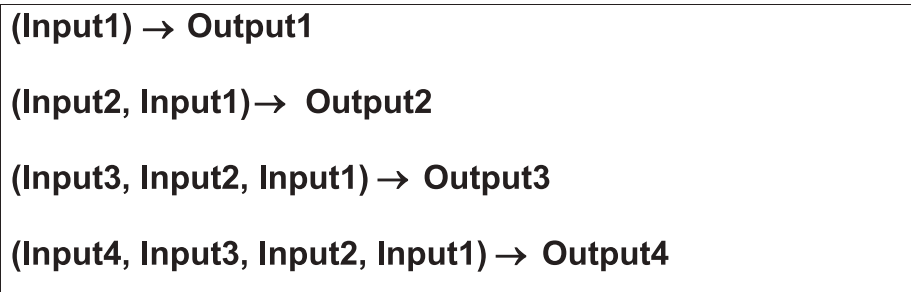 (Input1) → Output1
(Input2, Input1)→ Output2
(Input3, Input2, Input1) → Output3
(Input4, Input3, Input2, Input1) → Output4